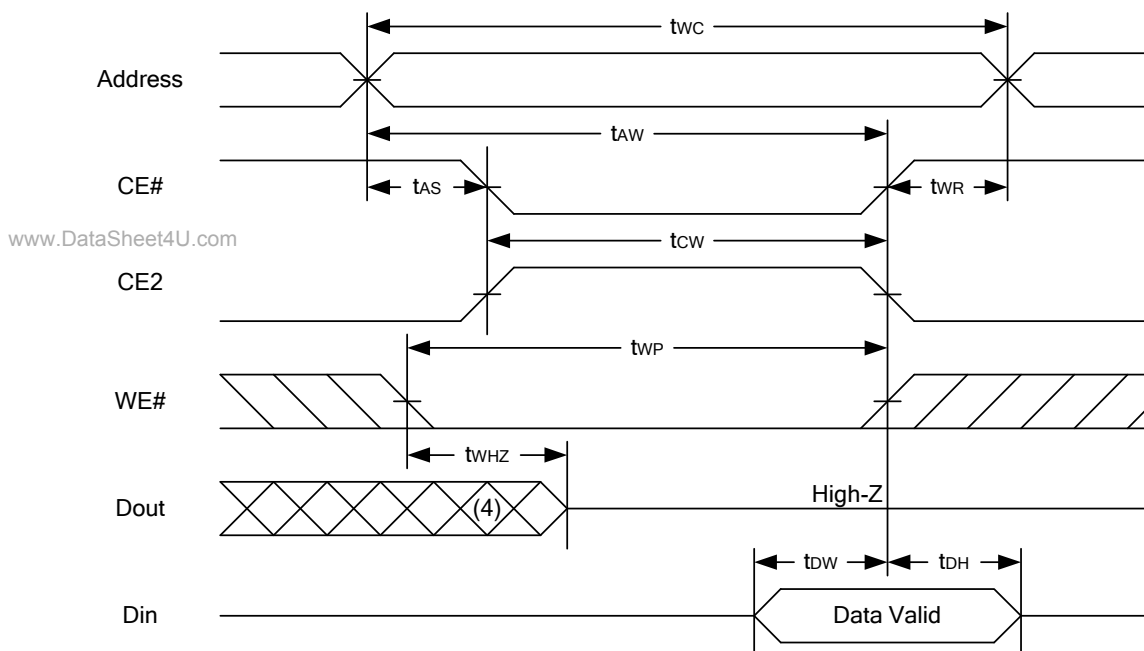 tWC
Address
tAW
CE#
tAS
tWR
www.DataSheet4U.com
tCW
CE2
tWP
WE#
tWHZ
Dout
(4)
High-Z
tDW
tDH
Din
Data Valid